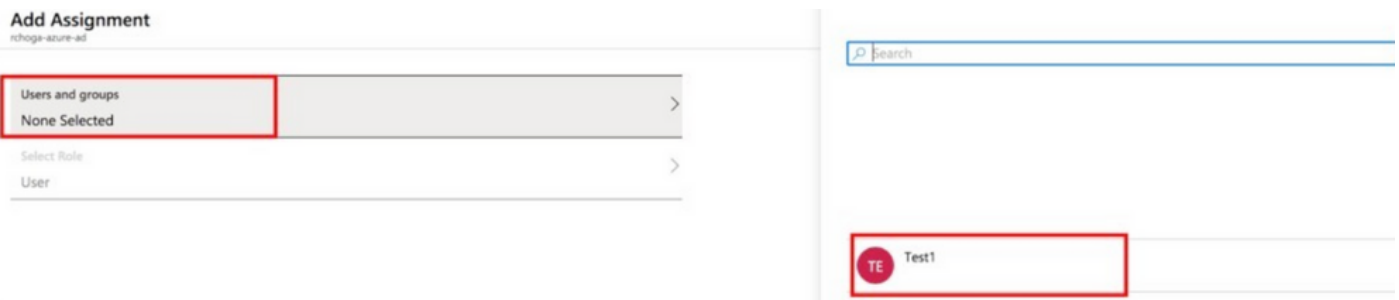 Add Assignment
rchoga-azure-ad
Users and groups
None Selected
Select Role
User
Search
TE
Test1